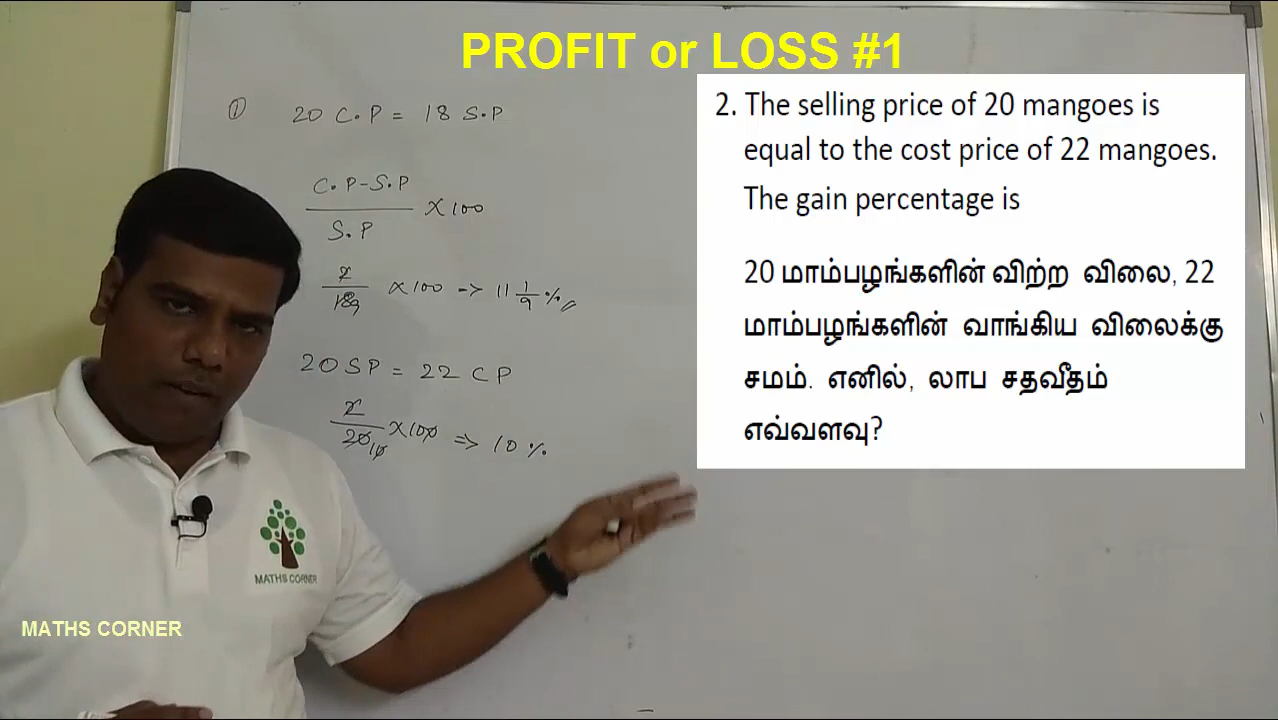 PROFIT or LOSS #1
① 20 C.P = 18 S.P
C.P-S.P
S.P
X 100
2
18 9
X 100 -> 11 1/9 %
20 SP = 22 CP
2
20 10
X 100 => 10 %
2. The selling price of 20 mangoes is
equal to the cost price of 22 mangoes.
The gain percentage is
20 மாம்பழங்களின் விற்ற விலை, 22
மாம்பழங்களின் வாங்கிய விலைக்கு
சமம். எனில், லாப சதவீதம்
எவ்வளவு?
MATHS CORNER
MATHS CORNER